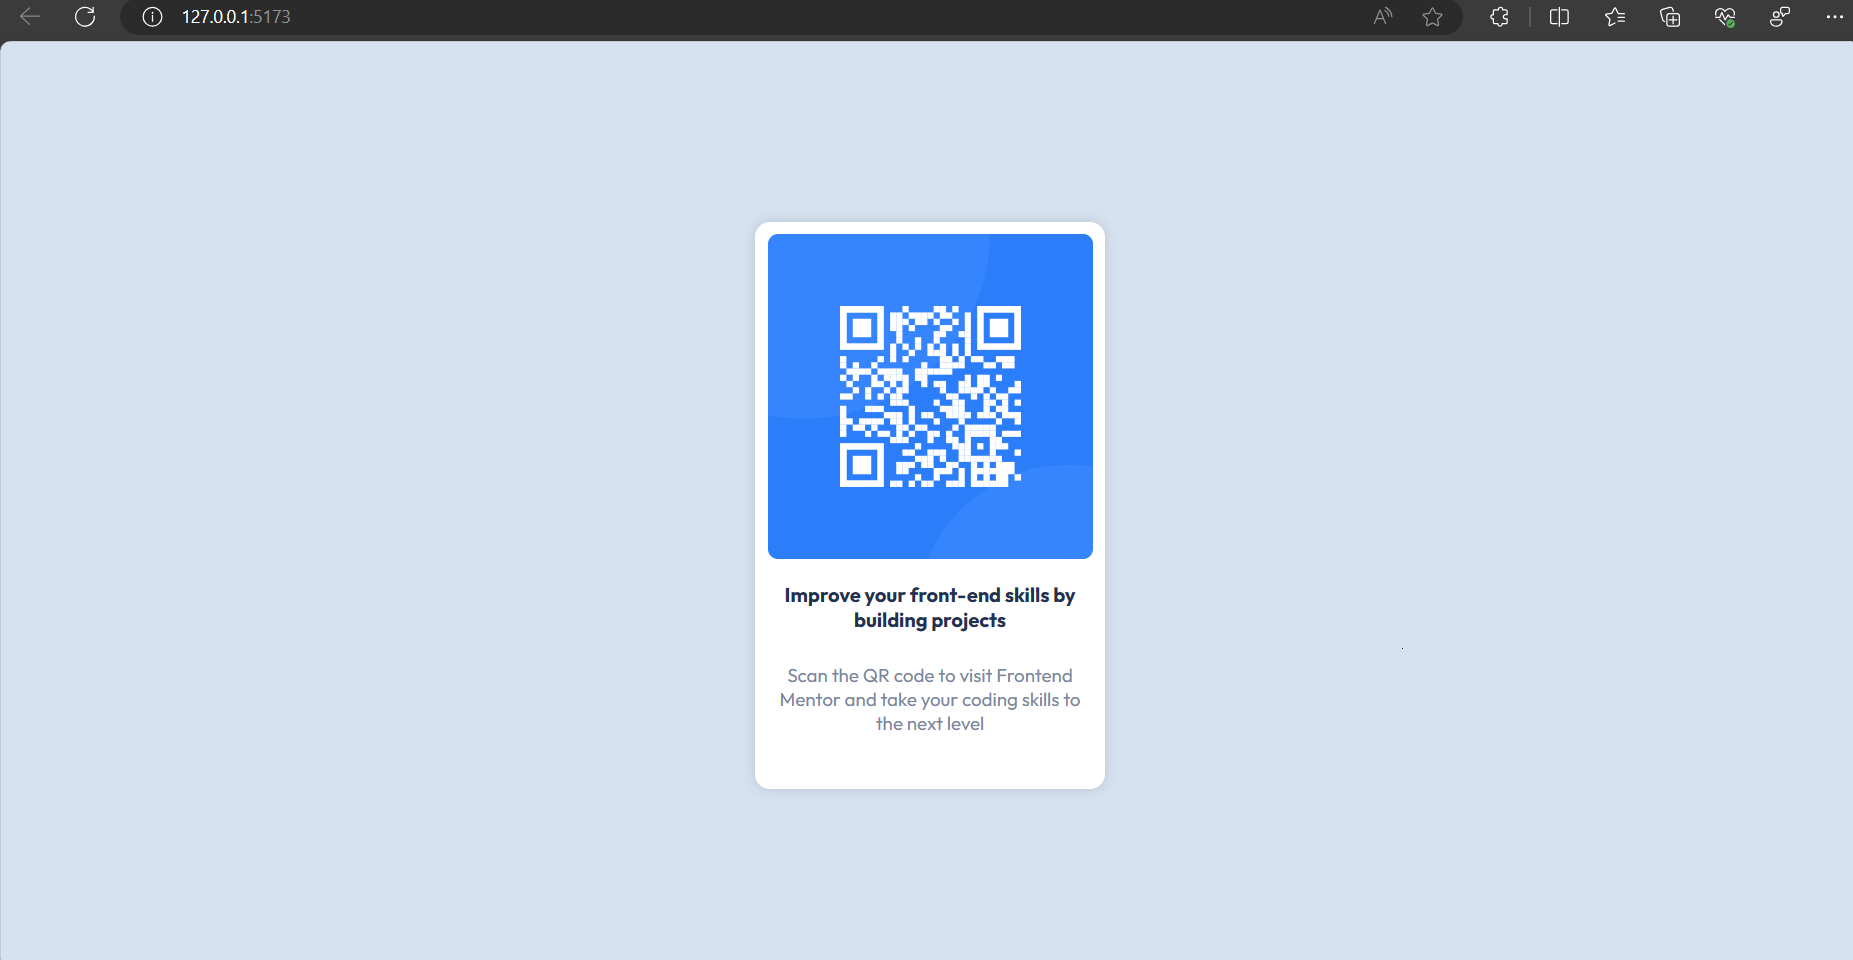 127.0.0.1:5173
Improve your front-end skills by
building projects
Scan the QR code to visit Frontend
Mentor and take your coding skills to
the next level